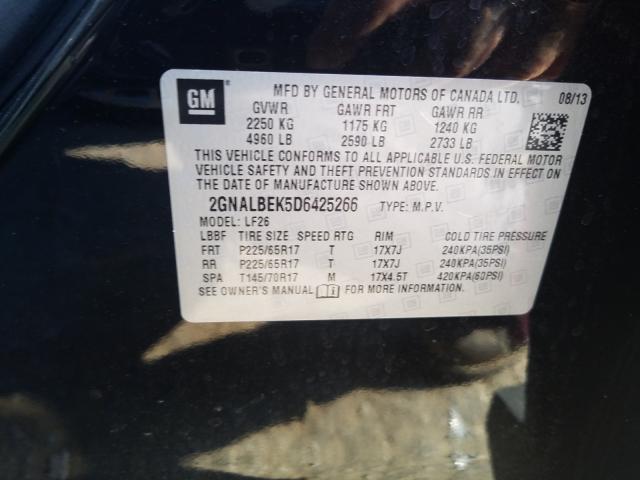 GM
MFD BY GENERAL MOTORS OF CANADA LTD. 08/13
GVWR GAWR FRT GAWR RR
2250 KG 1175 KG 1240 KG
4960 LB 2590 LB 2733 LB
THIS VEHICLE CONFORMS TO ALL APPLICABLE U.S. FEDERAL MOTOR
VEHICLE SAFETY AND THEFT PREVENTION STANDARDS IN EFFECT ON
THE DATE OF MANUFACTURE SHOWN ABOVE.
2GNALBEK5D6425266 TYPE: M.P.V.
MODEL: LF26
LBBF TIRE SIZE SPEED RTG RIM COLD TIRE PRESSURE
FRT P225/65R17 T 17X7J 240KPA(35PSI)
RR P225/65R17 T 17X7J 240KPA(35PSI)
SPA T145/70R17 M 17X4.5T 420KPA(60PSI)
SEE OWNER'S MANUAL FOR MORE INFORMATION.